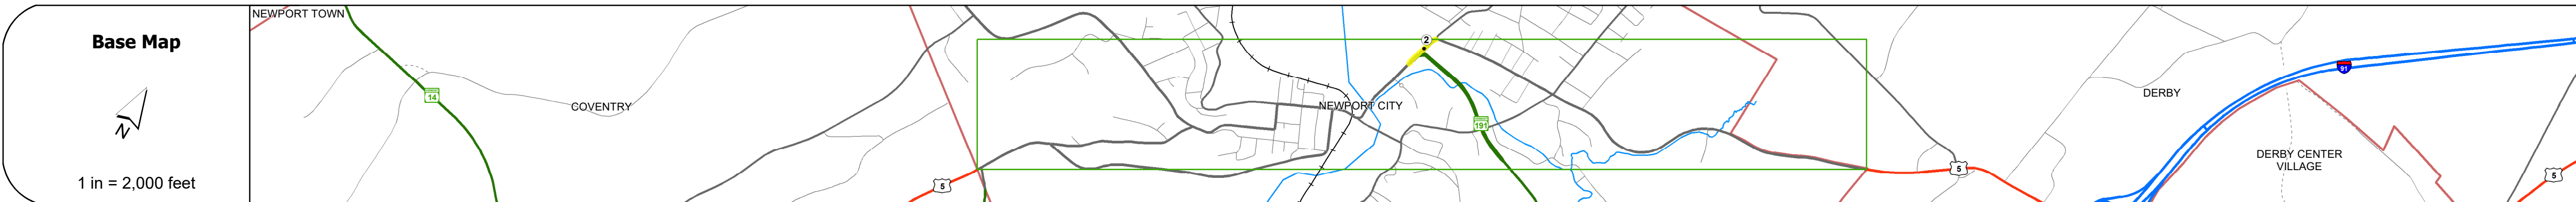 Base Map
N
1 in = 2,000 feet
NEWPORT TOWN
14
COVENTRY
5
NEWPORT CITY
2
191
5
DERBY
91
DERBY CENTER
VILLAGE
5